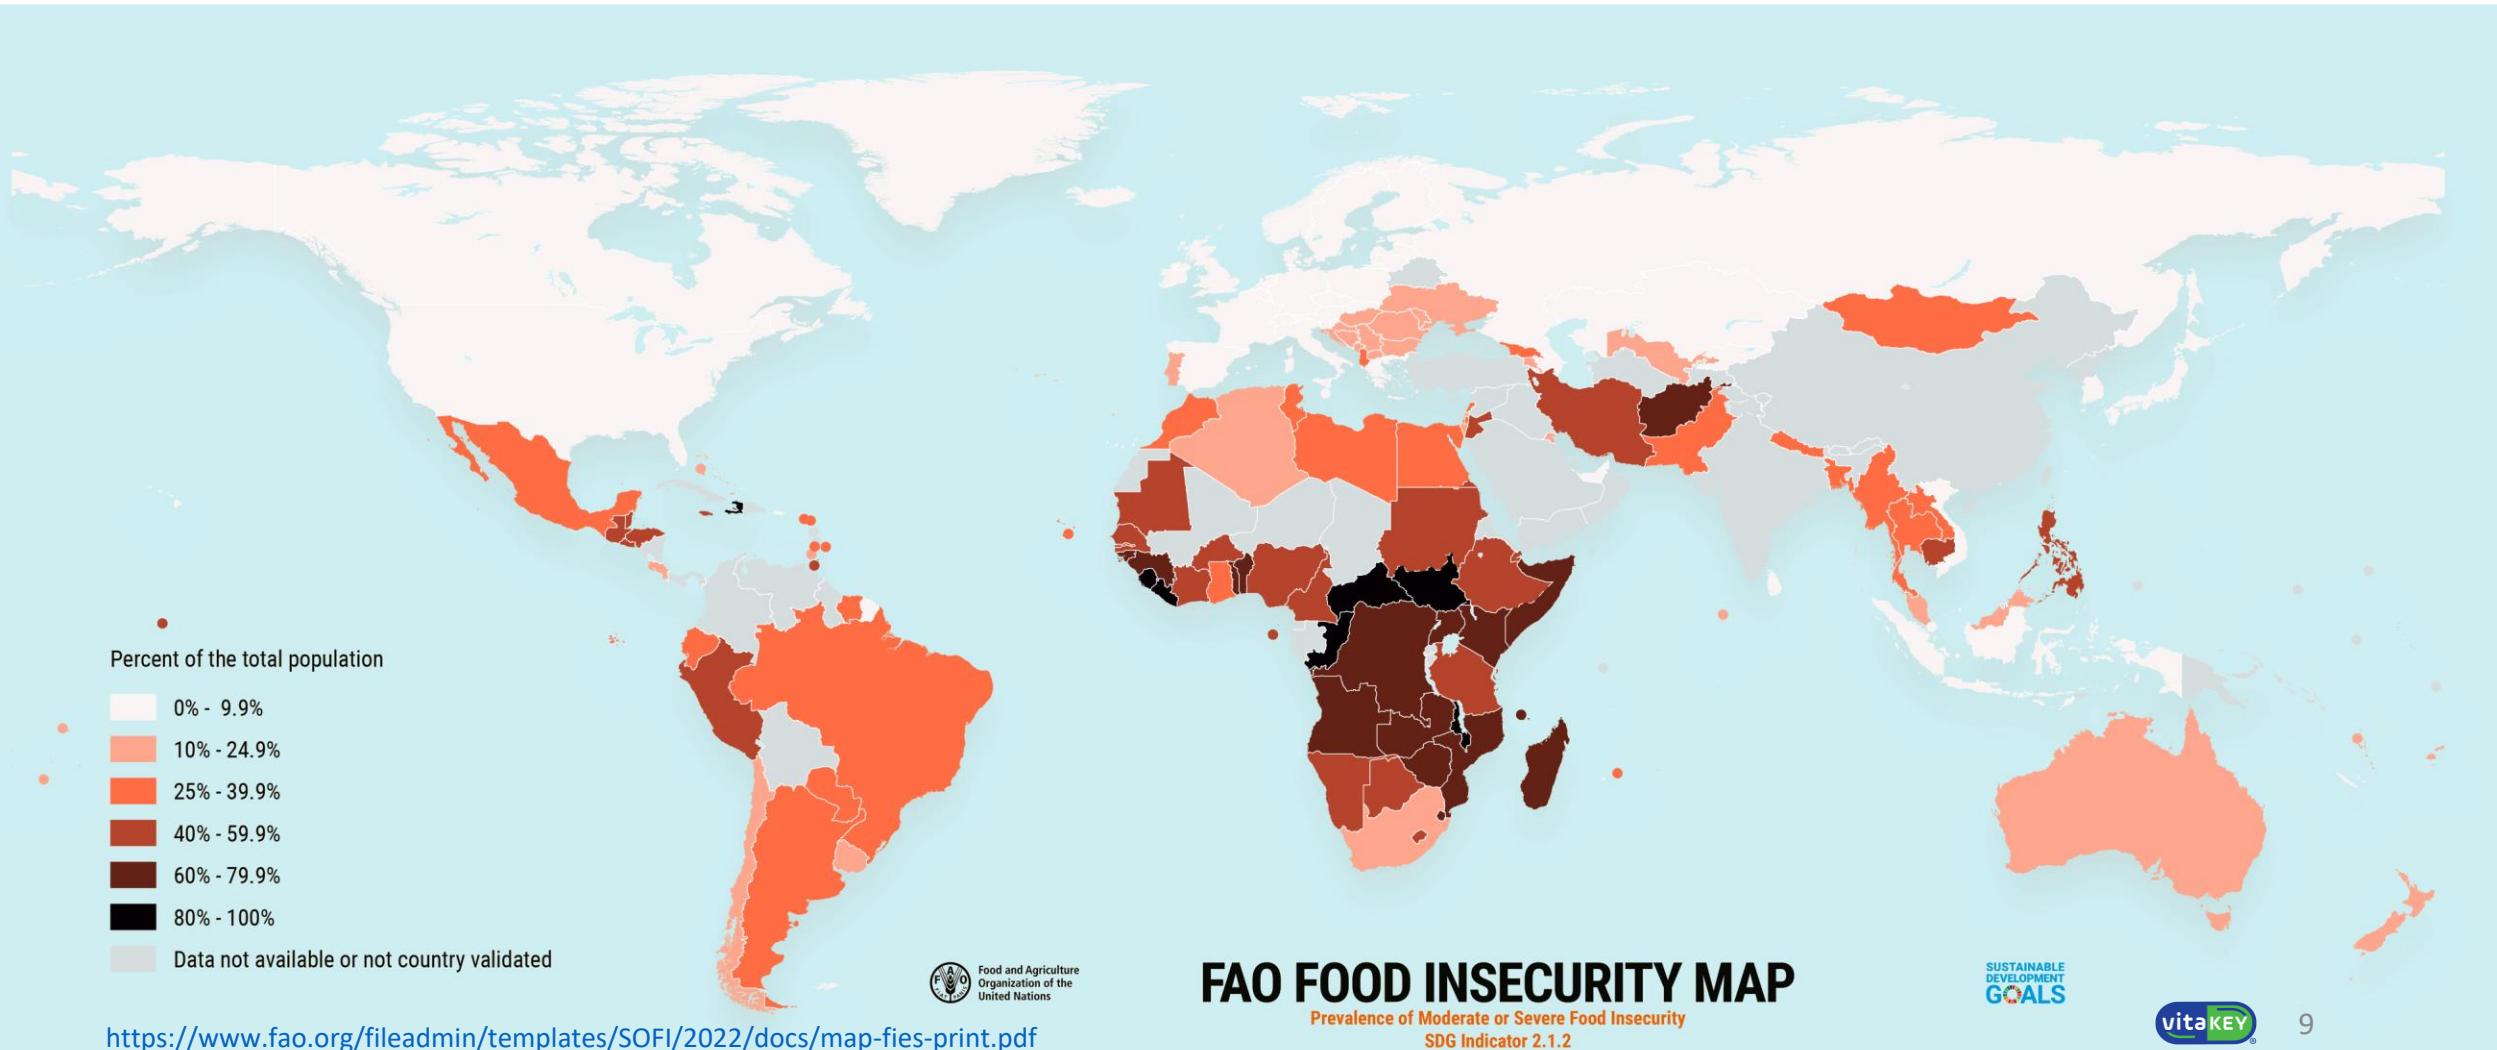 Percent of the total population
0% - 9.9%
10% - 24.9%
25% - 39.9%
40% - 59.9%
60% - 79.9%
80% - 100%
Data not available or not country validated
FAO
FIAT PANIS
Food and Agriculture
Organization of the
United Nations
FAO FOOD INSECURITY MAP
Prevalence of Moderate or Severe Food Insecurity
SDG Indicator 2.1.2
SUSTAINABLE
DEVELOPMENT
GOALS
https://www.fao.org/fileadmin/templates/SOFI/2022/docs/map-fies-print.pdf
vitaKEY®
9